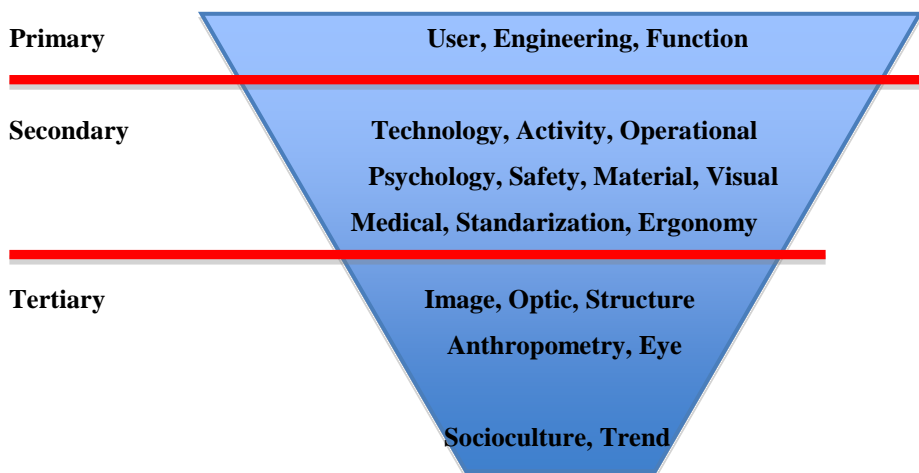 Primary
User, Engineering, Function
Secondary
Technology, Activity, Operational
Psychology, Safety, Material, Visual
Medical, Standarization, Ergonomy
Tertiary
Image, Optic, Structure
Anthropometry, Eye
Socioculture, Trend